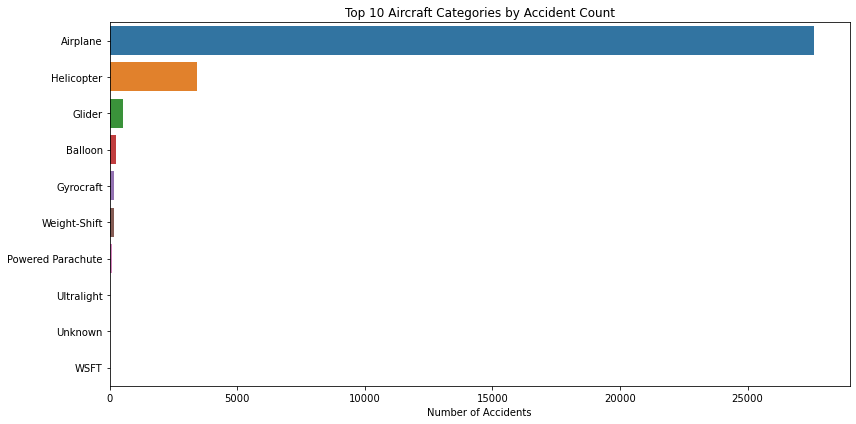 Top 10 Aircraft Categories by Accident Count
Airplane
Helicopter
Glider
Balloon
Gyrocraft
Weight-Shift
Powered Parachute
Ultralight
Unknown
WSFT
0 5000 10000 15000 20000 25000
Number of Accidents